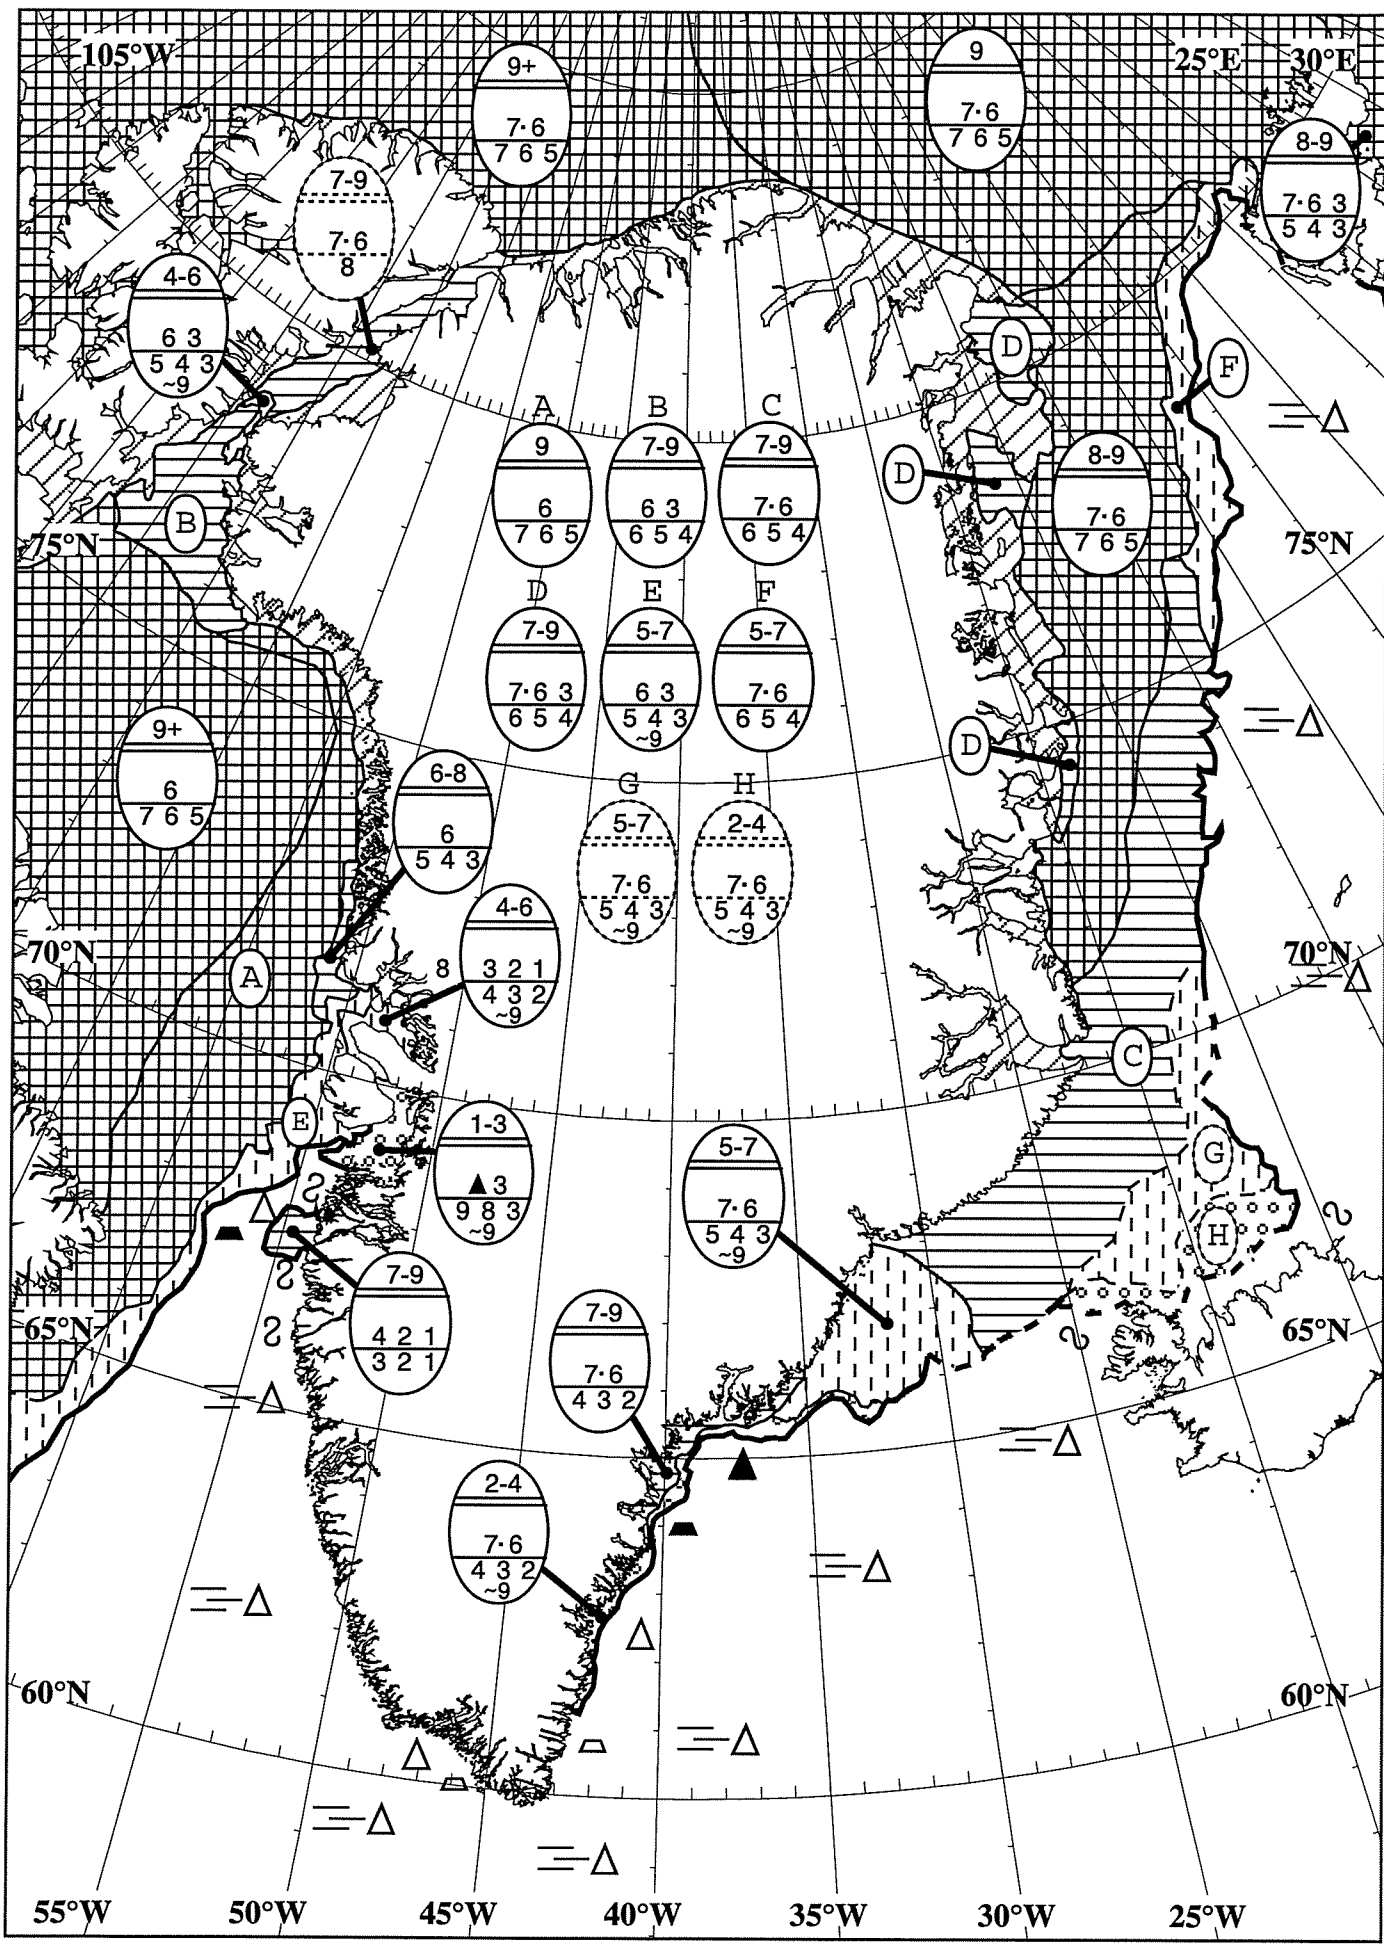 105°W
25°E
30°E
9+
7·6
7 6 5
9
7·6
7 6 5
8-9
7·6 3
5 4 3
7-9
7·6
8
4-6
6 3
5 4 3
~9
D
F
A
B
C
9
6
7 6 5
7-9
6 3
6 5 4
7-9
7·6
6 5 4
D
8-9
7·6
7 6 5
B
75°N
75°N
D
E
F
7-9
7·6 3
6 5 4
5-7
6 3
5 4 3
~9
5-7
7·6
6 5 4
9+
6
7 6 5
D
6-8
6
5 4 3
G
H
5-7
7·6
5 4 3
~9
2-4
7·6
5 4 3
~9
4-6
8
3 2 1
4 3 2
~9
70°N
70°N
A
C
E
1-3
▲3
9 8 3
~9
5-7
7·6
5 4 3
~9
G
H
7-9
4 2 1
3 2 1
7-9
7·6
4 3 2
65°N
65°N
2-4
7·6
4 3 2
~9
60°N
60°N
55°W
50°W
45°W
40°W
35°W
30°W
25°W